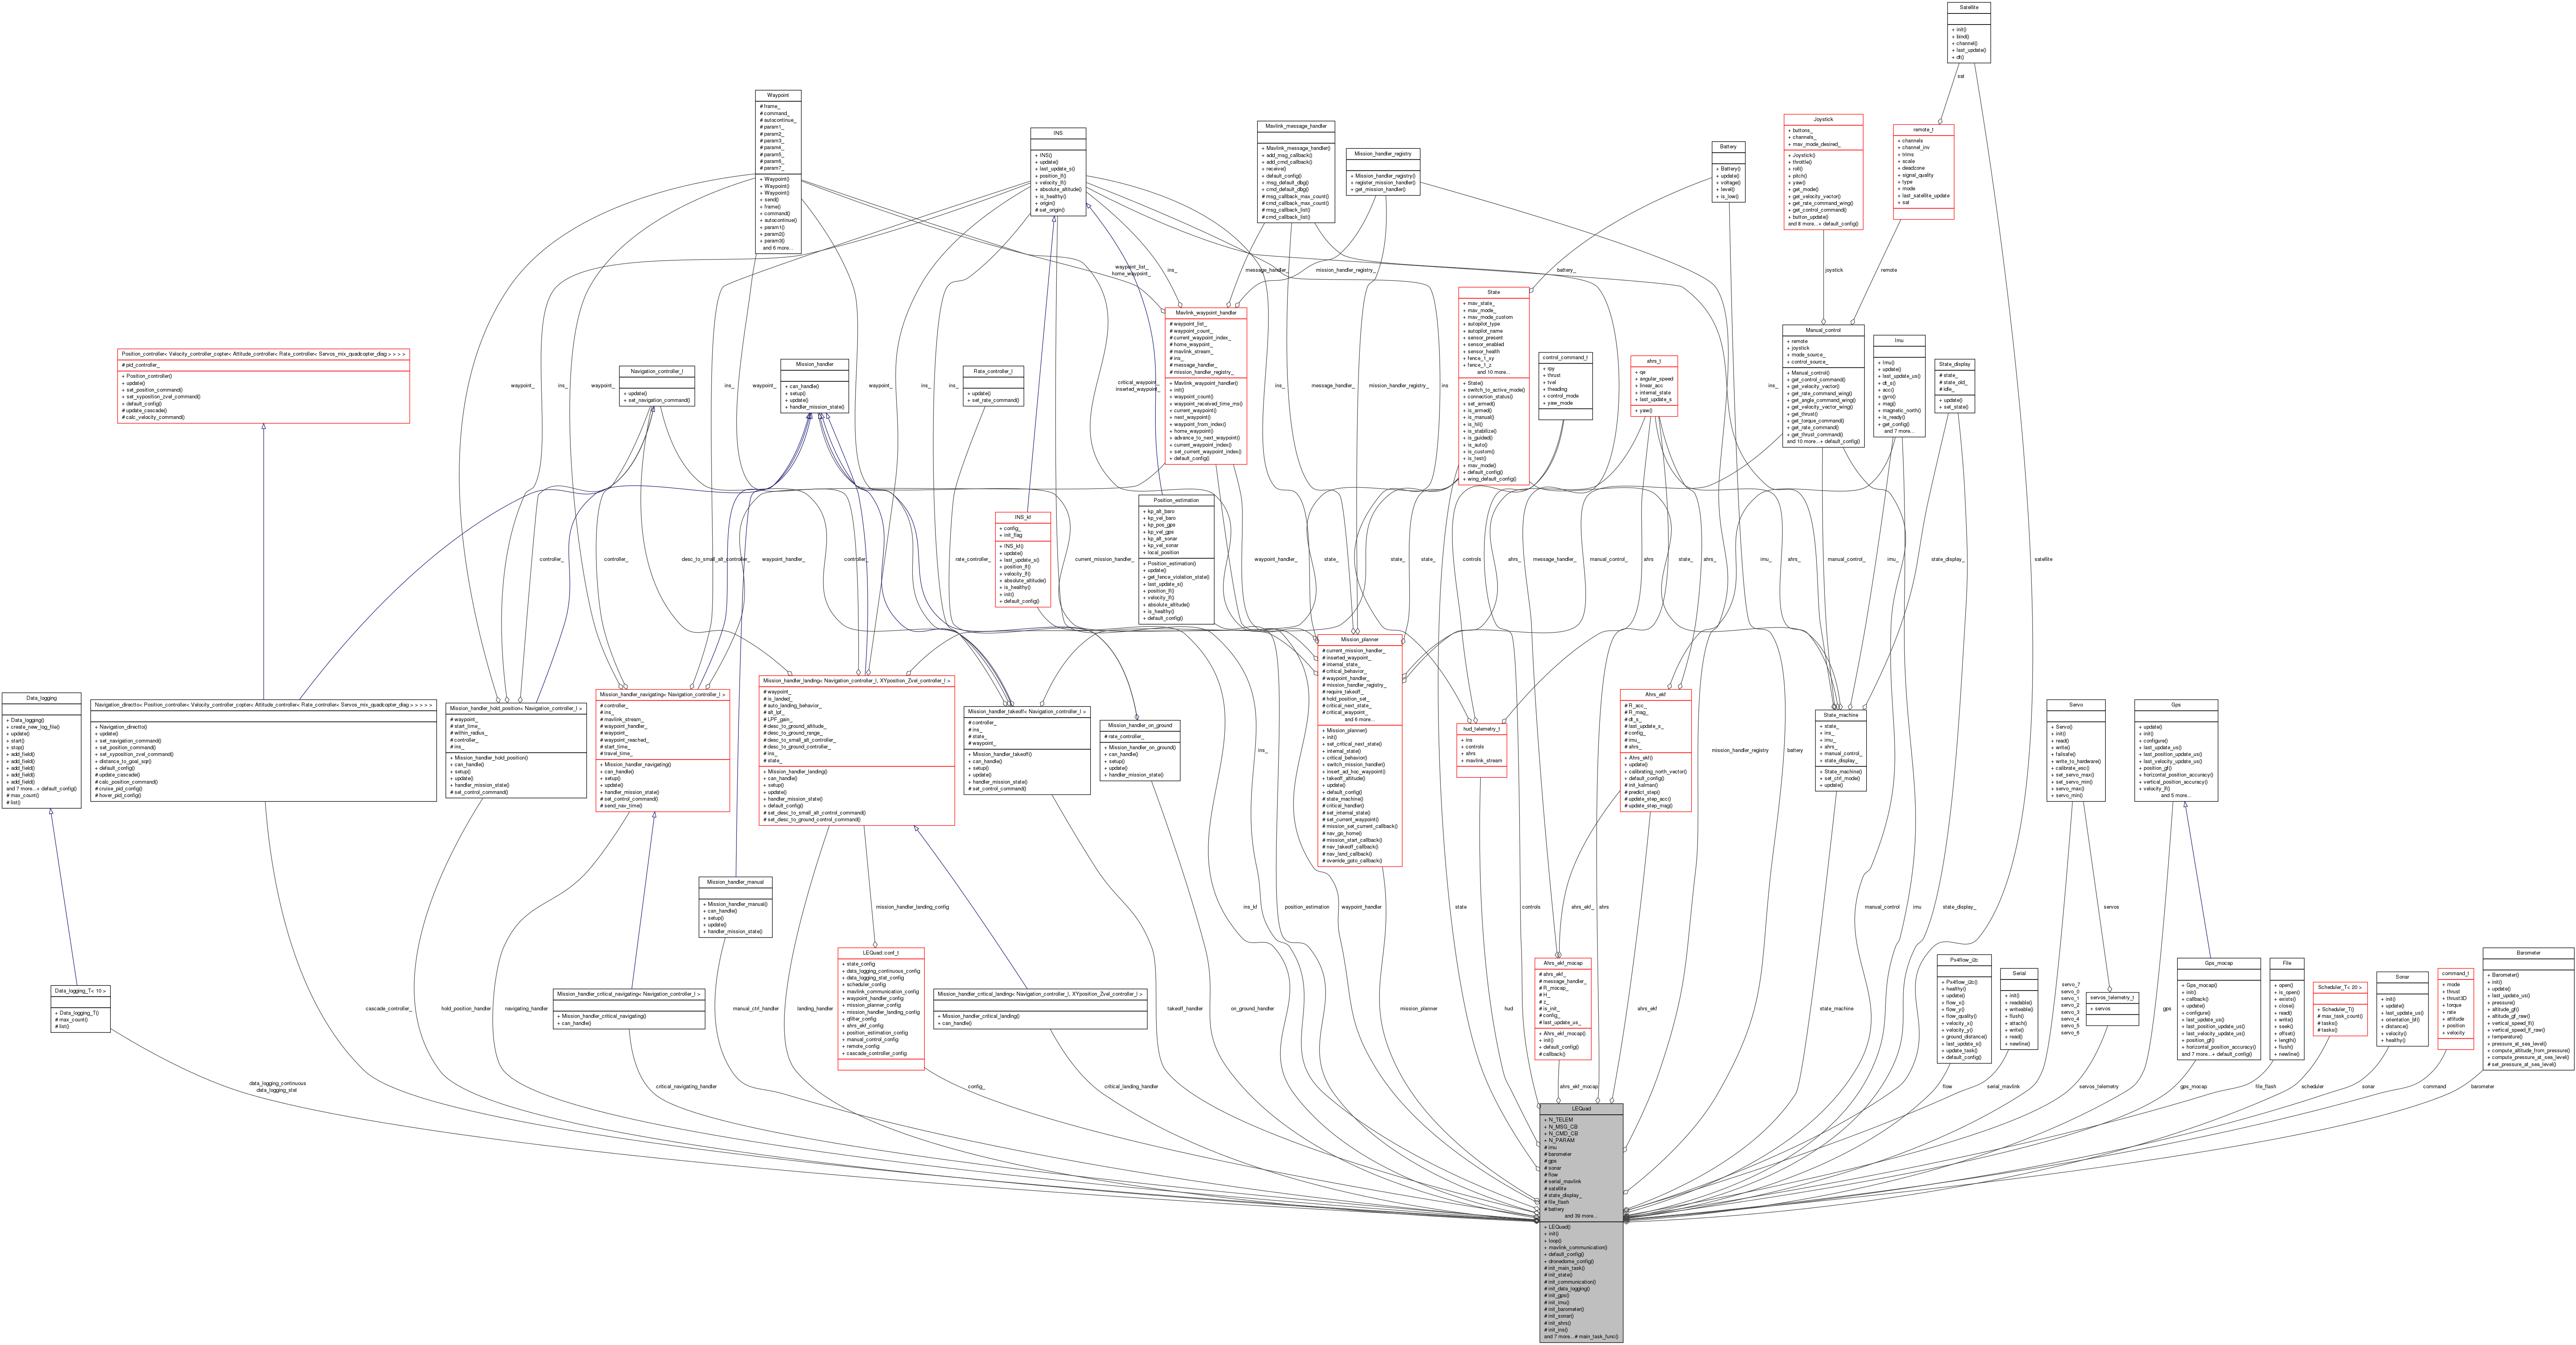 Satellite
+ init()
+ bind()
+ channel()
+ last_update()
+ dt()
sat
Waypoint
# frame_
# command_
# autocontinue_
# param1_
# param2_
# param3_
# param4_
# param5_
# param6_
# param7_
+ Waypoint()
+ Waypoint()
+ Waypoint()
+ send()
+ frame()
+ command()
+ autocontinue()
+ param1()
+ param2()
+ param3()
and 6 more...
INS
+ INS()
+ update()
+ last_update_s()
+ position_lf()
+ velocity_lf()
+ absolute_altitude()
+ is_healthy()
+ origin()
# set_origin()
Mavlink_message_handler
+ Mavlink_message_handler()
+ add_msg_callback()
+ add_cmd_callback()
+ receive()
+ default_config()
+ msg_default_dbg()
+ cmd_default_dbg()
# msg_callback_max_count()
# cmd_callback_max_count()
# msg_callback_list()
# cmd_callback_list()
Mission_handler_registry
+ Mission_handler_registry()
+ register_mission_handler()
+ get_mission_handler()
Battery
+ Battery()
+ update()
+ voltage()
+ level()
+ is_low()
Joystick
+ buttons_
+ channels_
+ mav_mode_desired_
+ Joystick()
+ throttle()
+ roll()
+ pitch()
+ yaw()
+ get_mode()
+ get_velocity_vector()
+ get_rate_command_wing()
+ get_control_command()
+ button_update()
and 8 more...+ default_config()
remote_t
+ channels
+ channel_inv
+ trims
+ scale
+ deadzone
+ signal_quality
+ type
+ mode
+ last_satellite_update
+ sat
waypoint_list_
home_waypoint_
ins_
message_handler_
mission_handler_registry_
battery_
joystick
remote
Position_controller< Velocity_controller_copter< Attitude_controller< Rate_controller< Servos_mix_quadcopter_diag > > > >
# pid_controller_
+ Position_controller()
+ update()
+ set_position_command()
+ set_xyposition_zvel_command()
+ default_config()
# update_cascade()
# calc_velocity_command()
Navigation_controller_I
+ update()
+ set_navigation_command()
Mission_handler
+ can_handle()
+ setup()
+ update()
+ handler_mission_state()
Rate_controller_I
+ update()
+ set_rate_command()
Mavlink_waypoint_handler
# waypoint_list_
# waypoint_count_
# current_waypoint_index_
# home_waypoint_
# mavlink_stream_
# ins_
# message_handler_
# mission_handler_registry_
+ Mavlink_waypoint_handler()
+ init()
+ waypoint_count()
+ waypoint_received_time_ms()
+ current_waypoint()
+ next_waypoint()
+ waypoint_from_index()
+ home_waypoint()
+ advance_to_next_waypoint()
+ current_waypoint_index()
+ set_current_waypoint_index()
+ default_config()
State
+ mav_state_
+ mav_mode_
+ mav_mode_custom
+ autopilot_type
+ autopilot_name
+ sensor_present
+ sensor_enabled
+ sensor_health
+ fence_1_xy
+ fence_1_z
and 10 more...
+ State()
+ switch_to_active_mode()
+ connection_status()
+ set_armed()
+ is_armed()
+ is_manual()
+ is_hil()
+ is_stabilize()
+ is_guided()
+ is_auto()
+ is_custom()
+ is_test()
+ mav_mode()
+ default_config()
+ wing_default_config()
control_command_t
+ rpy
+ thrust
+ tvel
+ theading
+ control_mode
+ yaw_mode
ahrs_t
+ qe
+ angular_speed
+ linear_acc
+ internal_state
+ last_update_s
+ yaw()
Manual_control
+ remote
+ joystick
+ mode_source_
+ control_source_
+ Manual_control()
+ get_control_command()
+ get_velocity_vector()
+ get_rate_command_wing()
+ get_angle_command_wing()
+ get_velocity_vector_wing()
+ get_thrust()
+ get_torque_command()
+ get_rate_command()
+ get_thrust_command()
and 10 more...+ default_config()
Imu
+ Imu()
+ update()
+ last_update_us()
+ dt_s()
+ acc()
+ gyro()
+ mag()
+ magnetic_north()
+ is_ready()
+ get_config()
and 7 more...
State_display
# state_
# state_old_
# idle_
+ update()
+ set_state()
waypoint_
ins_
waypoint_
ins_
waypoint_
waypoint_
ins_
ins_
critical_waypoint_
inserted_waypoint_
ins_
message_handler_
mission_handler_registry_
ins
ins_
INS_kf
+ config_
+ init_flag
+ INS_kf()
+ update()
+ last_update_s()
+ position_lf()
+ velocity_lf()
+ absolute_altitude()
+ is_healthy()
+ init()
+ default_config()
Position_estimation
+ kp_alt_baro
+ kp_vel_baro
+ kp_pos_gps
+ kp_vel_gps
+ kp_alt_sonar
+ kp_vel_sonar
+ local_position
+ Position_estimation()
+ update()
+ get_fence_violation_state()
+ last_update_s()
+ position_lf()
+ velocity_lf()
+ absolute_altitude()
+ is_healthy()
+ default_config()
controller_
controller_
desc_to_small_alt_controller_
waypoint_handler_
controller_
rate_controller_
current_mission_handler_
waypoint_handler_
state_
state_
state_
controls
ahrs_
message_handler_
manual_control_
ahrs
state_
ahrs_
imu_
ahrs_
manual_control_
imu_
state_display_
satellite
Data_logging
+ Data_logging()
+ create_new_log_file()
+ update()
+ start()
+ stop()
+ add_field()
+ add_field()
+ add_field()
+ add_field()
+ add_field()
and 7 more...+ default_config()
# max_count()
# list()
Navigation_directto< Position_controller< Velocity_controller_copter< Attitude_controller< Rate_controller< Servos_mix_quadcopter_diag > > > > >
+ Navigation_directto()
+ update()
+ set_navigation_command()
+ set_position_command()
+ set_xyposition_zvel_command()
+ distance_to_goal_sqr()
+ default_config()
# update_cascade()
# calc_position_command()
# cruise_pid_config()
# hover_pid_config()
Mission_handler_hold_position< Navigation_controller_I >
# waypoint_
# start_time_
# within_radius_
# controller_
# ins_
+ Mission_handler_hold_position()
+ can_handle()
+ setup()
+ update()
+ handler_mission_state()
# set_control_command()
Mission_handler_navigating< Navigation_controller_I >
# controller_
# ins_
# mavlink_stream_
# waypoint_handler_
# waypoint_
# waypoint_reached_
# start_time_
# travel_time_
+ Mission_handler_navigating()
+ can_handle()
+ setup()
+ update()
+ handler_mission_state()
# set_control_command()
# send_nav_time()
Mission_handler_landing< Navigation_controller_I, XYposition_Zvel_controller_I >
# waypoint_
# is_landed_
# auto_landing_behavior_
# alt_lpf_
# LPF_gain_
# desc_to_ground_altitude_
# desc_to_ground_range_
# desc_to_small_alt_controller_
# desc_to_ground_controller_
# ins_
# state_
+ Mission_handler_landing()
+ can_handle()
+ setup()
+ update()
+ handler_mission_state()
+ default_config()
# set_desc_to_small_alt_control_command()
# set_desc_to_ground_control_command()
Mission_handler_takeoff< Navigation_controller_I >
# controller_
# ins_
# state_
# waypoint_
+ Mission_handler_takeoff()
+ can_handle()
+ setup()
+ update()
+ handler_mission_state()
# set_control_command()
Mission_handler_on_ground
# rate_controller_
+ Mission_handler_on_ground()
+ can_handle()
+ setup()
+ update()
+ handler_mission_state()
Mission_planner
# current_mission_handler_
# inserted_waypoint_
# internal_state_
# critical_behavior_
# waypoint_handler_
# mission_handler_registry_
# require_takeoff_
# hold_position_set_
# critical_next_state_
# critical_waypoint_
and 6 more...
+ Mission_planner()
+ init()
+ set_critical_next_state()
+ internal_state()
+ critical_behavior()
+ switch_mission_handler()
+ insert_ad_hoc_waypoint()
+ takeoff_altitude()
+ update()
+ default_config()
# state_machine()
# critical_handler()
# set_internal_state()
# set_current_waypoint()
# mission_set_current_callback()
# nav_go_home()
# mission_start_callback()
# nav_takeoff_callback()
# nav_land_callback()
# override_goto_callback()
hud_telemetry_t
+ ins
+ controls
+ ahrs
+ mavlink_stream
Ahrs_ekf
# R_acc_
# R_mag_
# dt_s_
# last_update_s_
# config_
# imu_
# ahrs_
+ Ahrs_ekf()
+ update()
+ calibrating_north_vector()
+ default_config()
# init_kalman()
# predict_step()
# update_step_acc()
# update_step_mag()
State_machine
+ state_
+ ins_
+ imu_
+ ahrs_
+ manual_control_
+ state_display_
+ State_machine()
+ set_ctrl_mode()
+ update()
Servo
+ Servo()
+ init()
+ read()
+ write()
+ failsafe()
+ write_to_hardware()
+ calibrate_esc()
+ set_servo_max()
+ set_servo_min()
+ servo_max()
+ servo_min()
Gps
+ update()
+ init()
+ configure()
+ last_update_us()
+ last_position_update_us()
+ last_velocity_update_us()
+ position_gf()
+ horizontal_position_accuracy()
+ vertical_position_accuracy()
+ velocity_lf()
and 5 more...
ins_
mission_handler_registry
battery
Mission_handler_manual
+ Mission_handler_manual()
+ can_handle()
+ setup()
+ update()
+ handler_mission_state()
mission_handler_landing_config
ins_kf
position_estimation
waypoint_handler
state
controls
ahrs_ekf_
ahrs
manual_control
imu
state_display_
servos
LEQuad::conf_t
+ state_config
+ data_logging_continuous_config
+ data_logging_stat_config
+ scheduler_config
+ mavlink_communication_config
+ waypoint_handler_config
+ mission_planner_config
+ mission_handler_landing_config
+ qfilter_config
+ ahrs_ekf_config
+ position_estimation_config
+ manual_control_config
+ remote_config
+ cascade_controller_config
Ahrs_ekf_mocap
# ahrs_ekf_
# message_handler_
# R_mocap_
# H_
# z_
# is_init_
# config_
# last_update_us_
+ Ahrs_ekf_mocap()
+ init()
+ default_config()
# callback()
Ps4flow_i2c
+ Ps4flow_i2c()
+ healthy()
+ update()
+ flow_x()
+ flow_y()
+ flow_quality()
+ velocity_x()
+ velocity_y()
+ ground_distance()
+ last_update_s()
+ update_task()
+ default_config()
Serial
+ init()
+ readable()
+ writeable()
+ flush()
+ attach()
+ write()
+ read()
+ newline()
servo_7
servo_0
servo_1
servo_2
servo_3
servo_4
servo_5
servo_6
servos_telemetry_t
+ servos
Gps_mocap
+ Gps_mocap()
+ init()
+ callback()
+ update()
+ configure()
+ last_update_us()
+ last_position_update_us()
+ last_velocity_update_us()
+ position_gf()
+ horizontal_position_accuracy()
and 7 more...+ default_config()
File
+ open()
+ is_open()
+ exists()
+ close()
+ read()
+ write()
+ seek()
+ offset()
+ length()
+ flush()
+ newline()
Scheduler_T< 20 >
+ Scheduler_T()
# max_task_count()
# tasks()
# tasks()
Sonar
+ init()
+ update()
+ last_update_us()
+ orientation_bf()
+ distance()
+ velocity()
+ healthy()
command_t
+ mode
+ thrust
+ thrust3D
+ torque
+ rate
+ attitude
+ position
+ velocity
Barometer
+ Barometer()
+ init()
+ update()
+ last_update_us()
+ pressure()
+ altitude_gf()
+ altitude_gf_raw()
+ vertical_speed_lf()
+ vertical_speed_lf_raw()
+ temperature()
+ pressure_at_sea_level()
+ compute_altitude_from_pressure()
+ compute_pressure_at_sea_level()
# set_pressure_at_sea_level()
Data_logging_T< 10 >
+ Data_logging_T()
# max_count()
# list()
Mission_handler_critical_navigating< Navigation_controller_I >
+ Mission_handler_critical_navigating()
+ can_handle()
Mission_handler_critical_landing< Navigation_controller_I, XYposition_Zvel_controller_I >
+ Mission_handler_critical_landing()
+ can_handle()
cascade_controller_
hold_position_handler
navigating_handler
manual_ctrl_handler
landing_handler
takeoff_handler
on_ground_handler
mission_planner
hud
ahrs_ekf
state_machine
gps
data_logging_continuous
data_logging_stat
critical_navigating_handler
config_
critical_landing_handler
ahrs_ekf_mocap
flow
serial_mavlink
servos_telemetry
gps_mocap
file_flash
scheduler
sonar
command
barometer
LEQuad
+ N_TELEM
+ N_MSG_CB
+ N_CMD_CB
+ N_PARAM
# imu
# barometer
# gps
# sonar
# flow
# serial_mavlink
# satellite
# state_display_
# file_flash
# battery
and 39 more...
+ LEQuad()
+ init()
+ loop()
+ mavlink_communication()
+ default_config()
+ dronedome_config()
# init_main_task()
# init_state()
# init_communication()
# init_data_logging()
# init_gps()
# init_imu()
# init_barometer()
# init_sonar()
# init_ahrs()
# init_ins()
and 7 more...# main_task_func()